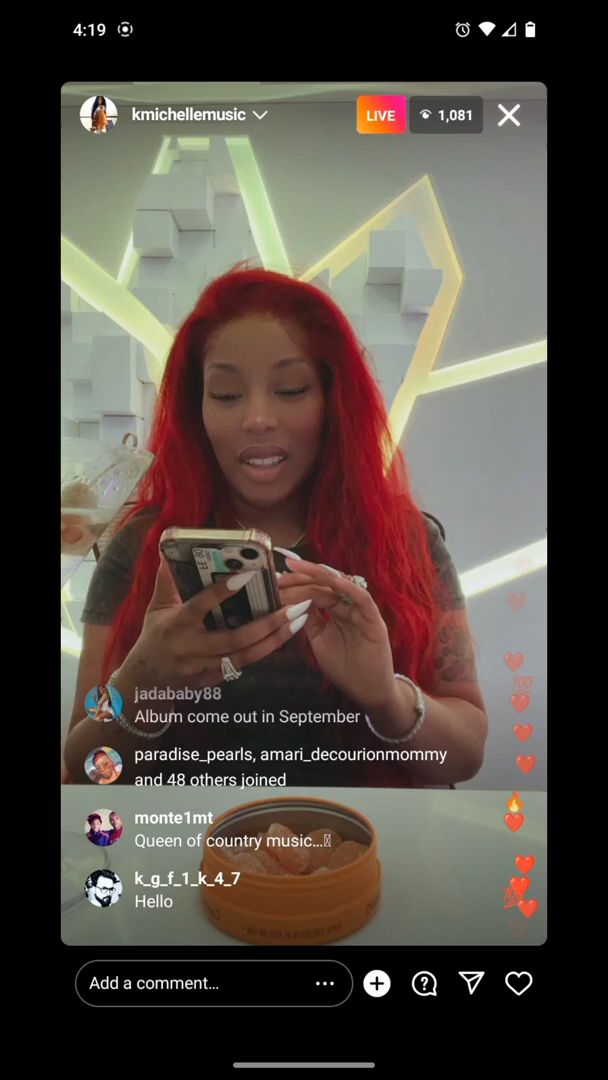 4:19
kmichellemusic
LIVE
1,081
jadababy88
Album come out in September
paradise_pearls, amari_decourionmommy
and 48 others joined
monte1mt
Queen of country music...
k_g_f_1_k_4_7
Hello
Add a comment...